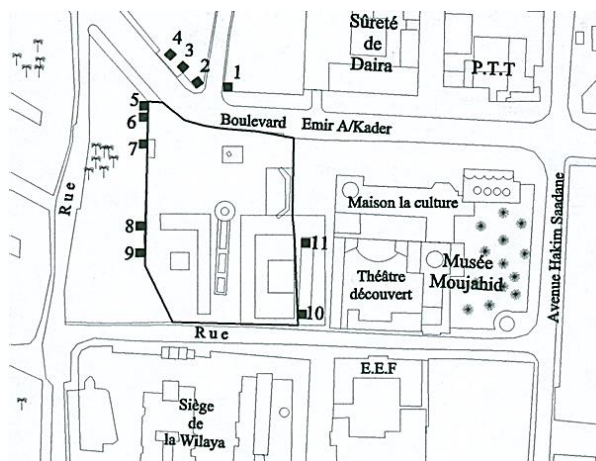 4
3
2
1
Sûreté
de
Daira
P.T.T
5
6
7
Boulevard Emir A/Kader
Rue
Maison la culture
8
9
11
Théâtre
découvert
Musée
Moujahid
Avenue Hakim Saadane
10
Rue
E.E.F
Siège
de
la Wilaya